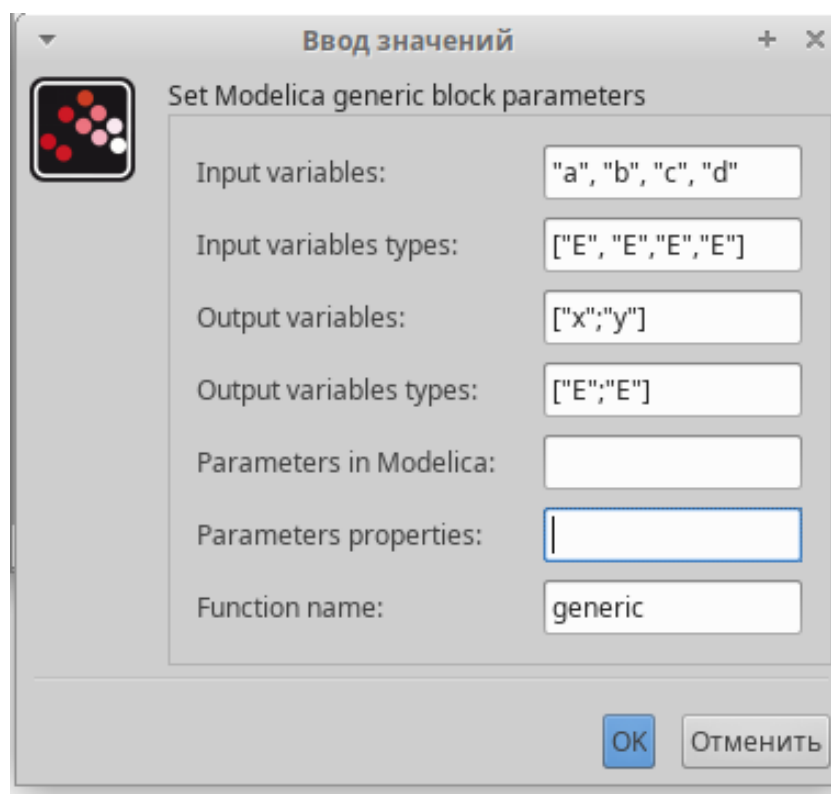 Ввод значений
Set Modelica generic block parameters
Input variables: "a", "b", "c", "d"
Input variables types: ["E", "E","E","E"]
Output variables: ["x";"y"]
Output variables types: ["E";"E"]
Parameters in Modelica:
Parameters properties:
Function name: generic
OK Отменить